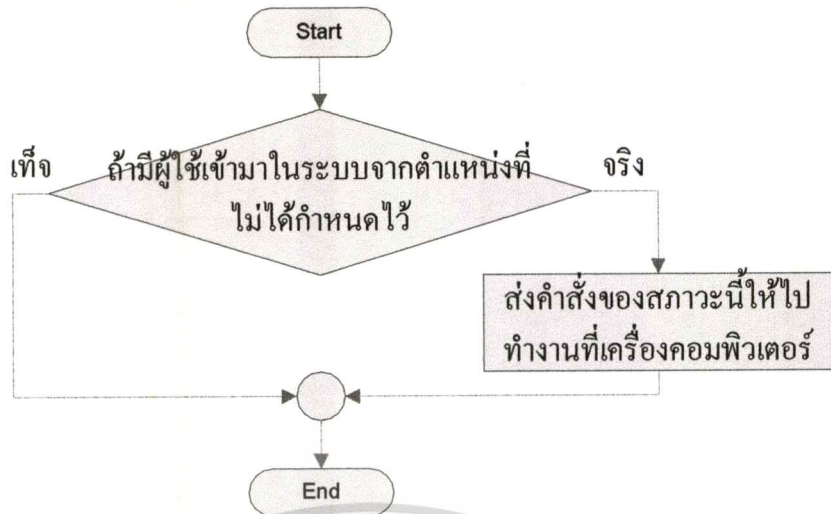 Start
เท็จ
ถ้ามีผู้ใช้เข้ามาในระบบจากตำแหน่งที่
ไม่ได้กำหนดไว้
จริง
ส่งคำสั่งของสภาวะนี้ให้ไป
ทำงานที่เครื่องคอมพิวเตอร์
End